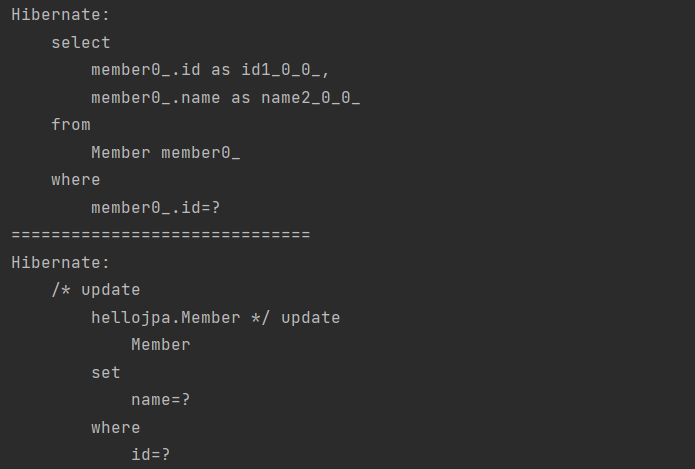 Hibernate:
    select
        member0_.id as id1_0_0_,
        member0_.name as name2_0_0_
    from
        Member member0_
    where
        member0_.id=?
==============================
Hibernate:
    /* update
        hellojpa.Member */ update
            Member
        set
            name=?
        where
            id=?